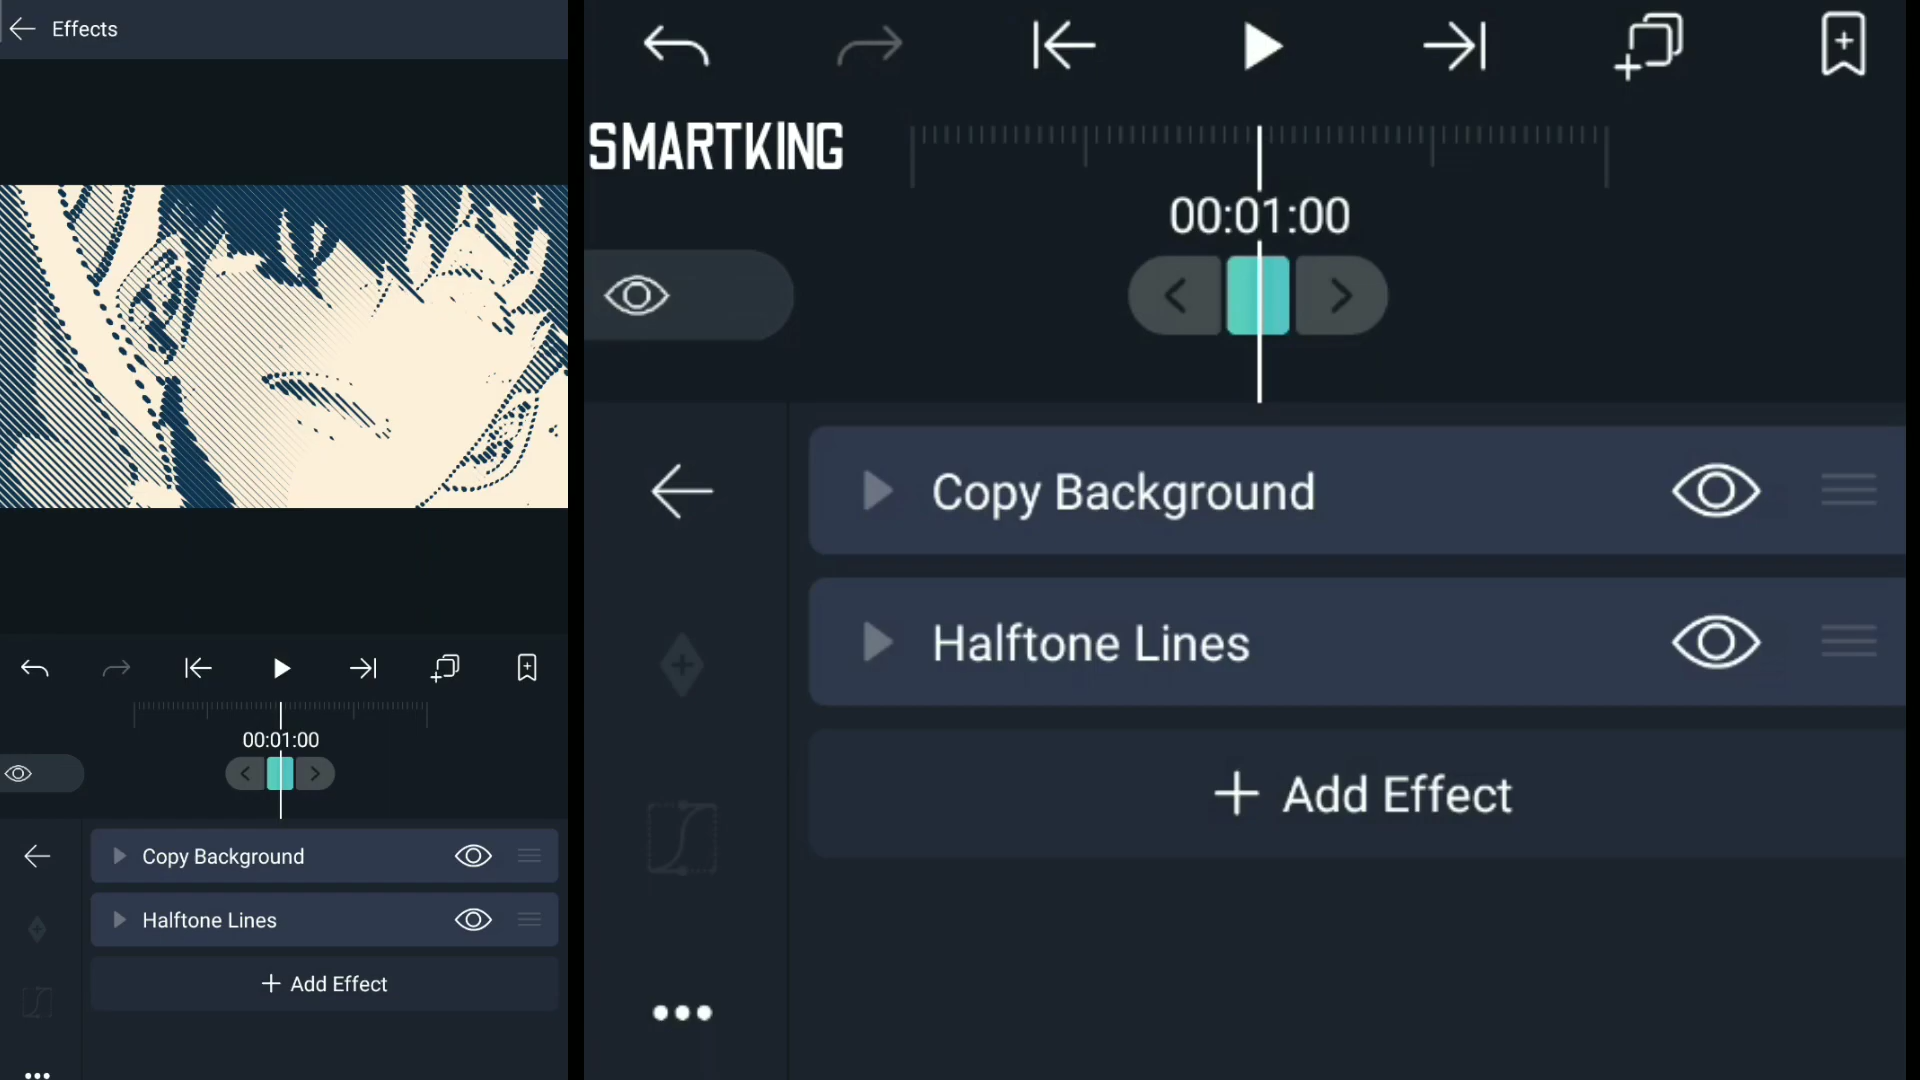 Effects
00:01:00
Copy Background
Halftone Lines
+ Add Effect
SMARTKING
00:01:00
Copy Background
Halftone Lines
+ Add Effect